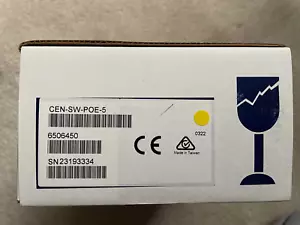 CEN-SW-POE-5
6506450
0322
Made in Taiwan
CE
SN23193334